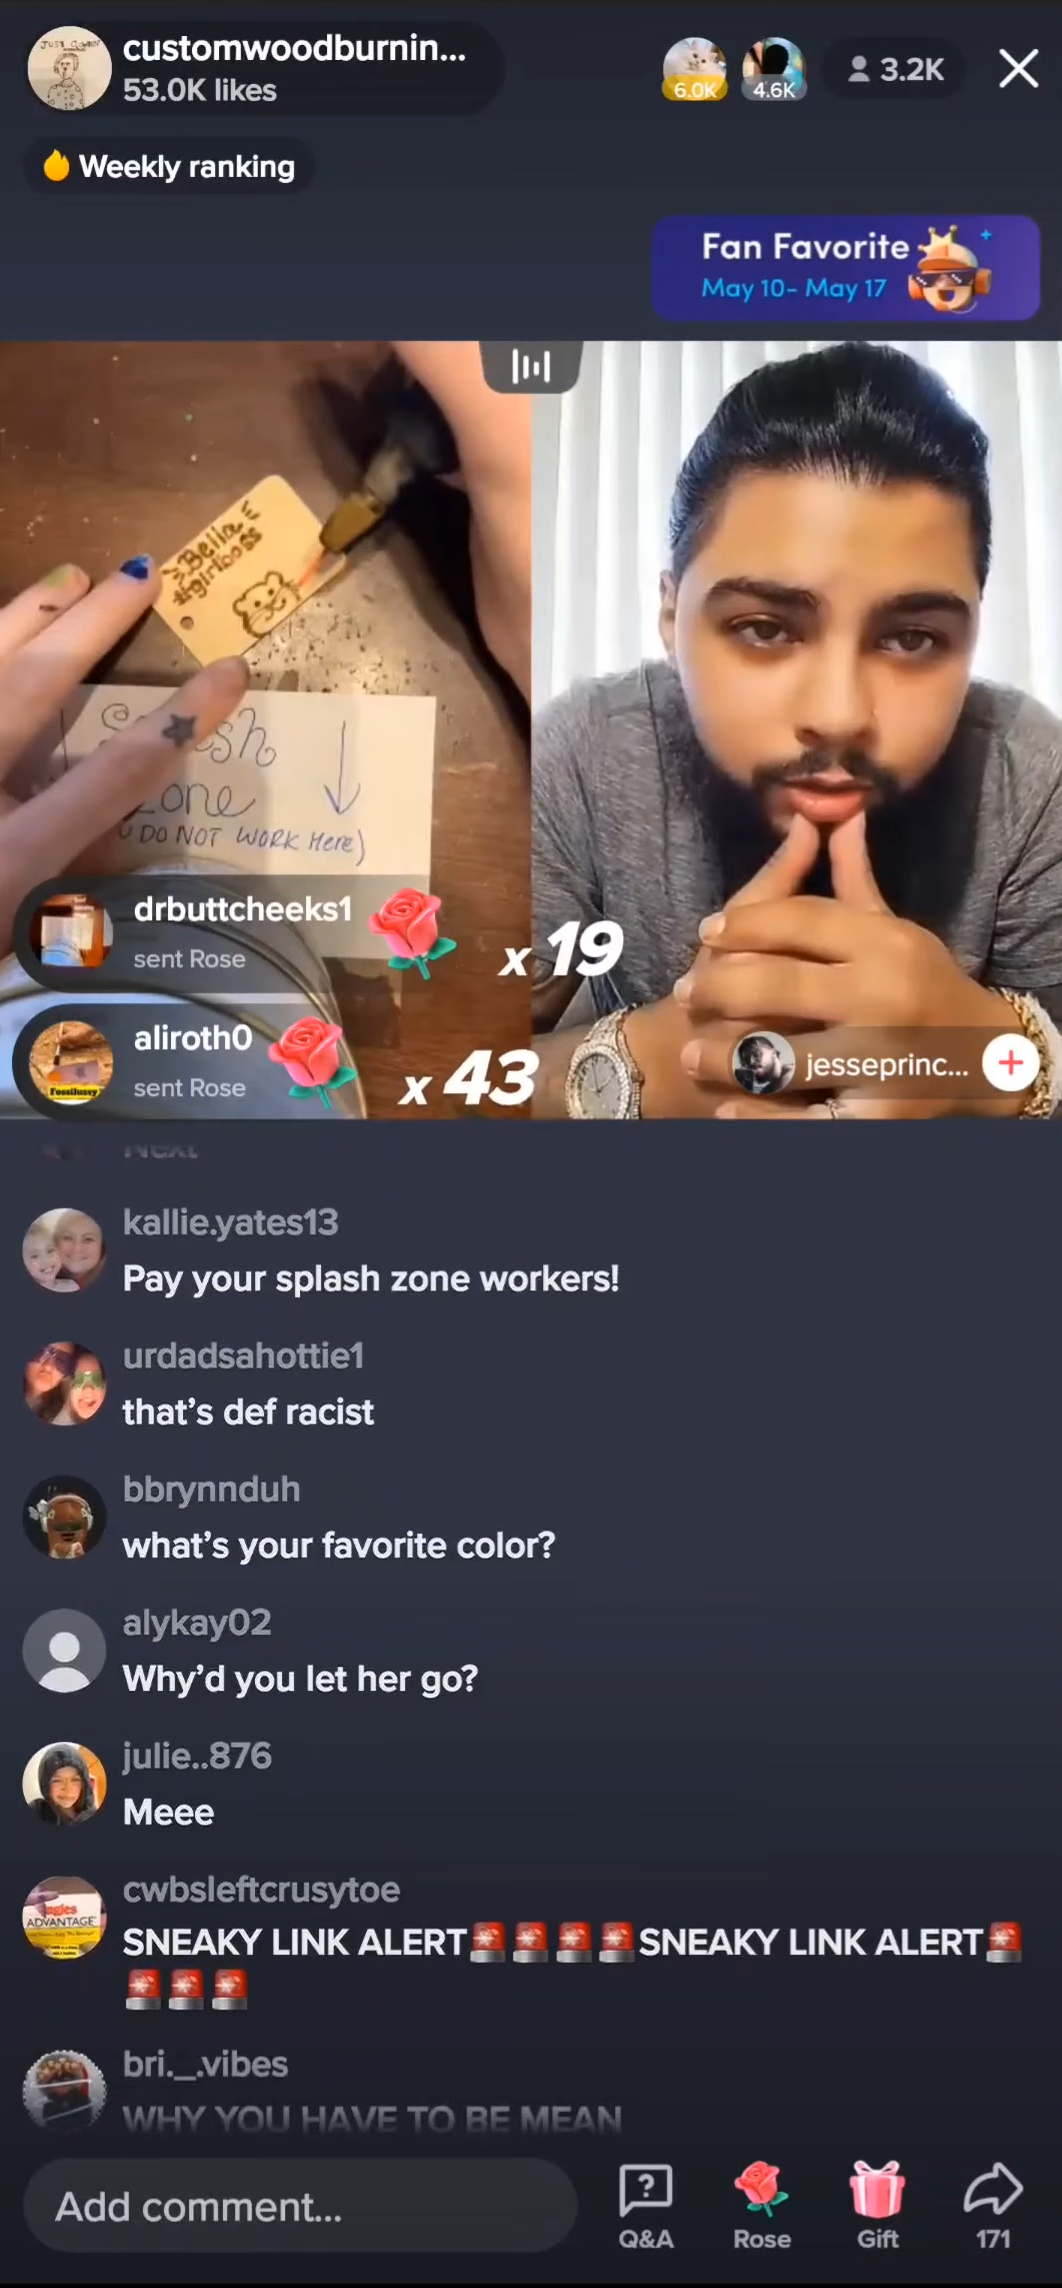 customwoodburnin...
53.0K likes
6.0K
4.6K
3.2K
Weekly ranking
Fan Favorite
May 10- May 17
Bella
#girlboss
zone
DO NOT WORK Here)
drbuttcheeks1
sent Rose
x 19
aliroth0
sent Rose
x 43
jesseprinc...
Next
kallie.yates13
Pay your splash zone workers!
urdadsahottie1
that's def racist
bbrynnduh
what's your favorite color?
alykay02
Why'd you let her go?
julie..876
Meee
cwbsleftcrusytoe
ADVANTAGE
SNEAKY LINK ALERT🚨🚨🚨🚨SNEAKY LINK ALERT🚨
🚨🚨🚨
bri._.vibes
WHY YOU HAVE TO BE MEAN
Add comment...
Q&A
Rose
Gift
171